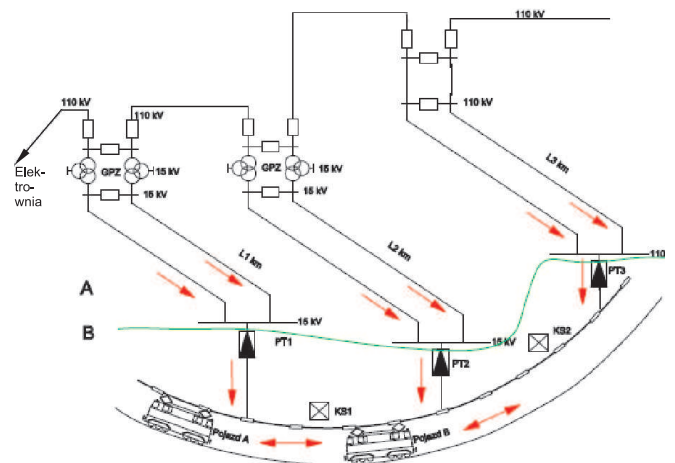 110 kV
110 kV
110 kV
110 kV
Elek-
tro-
wnia
GPZ
15 kV
GPZ
15 kV
15 kV
15 kV
L1 km
L2 km
L3 km
A
B
15 kV
PT1
15 kV
PT2
110
PT3
KS1
KS2
Pojazd A
Pojazd B